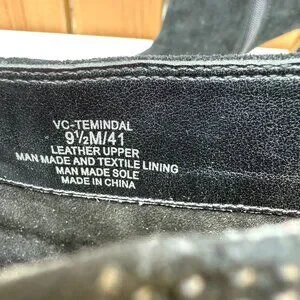 VC-TEMINDAL
9½M/41
LEATHER UPPER
MAN MADE AND TEXTILE LINING
MAN MADE SOLE
MADE IN CHINA